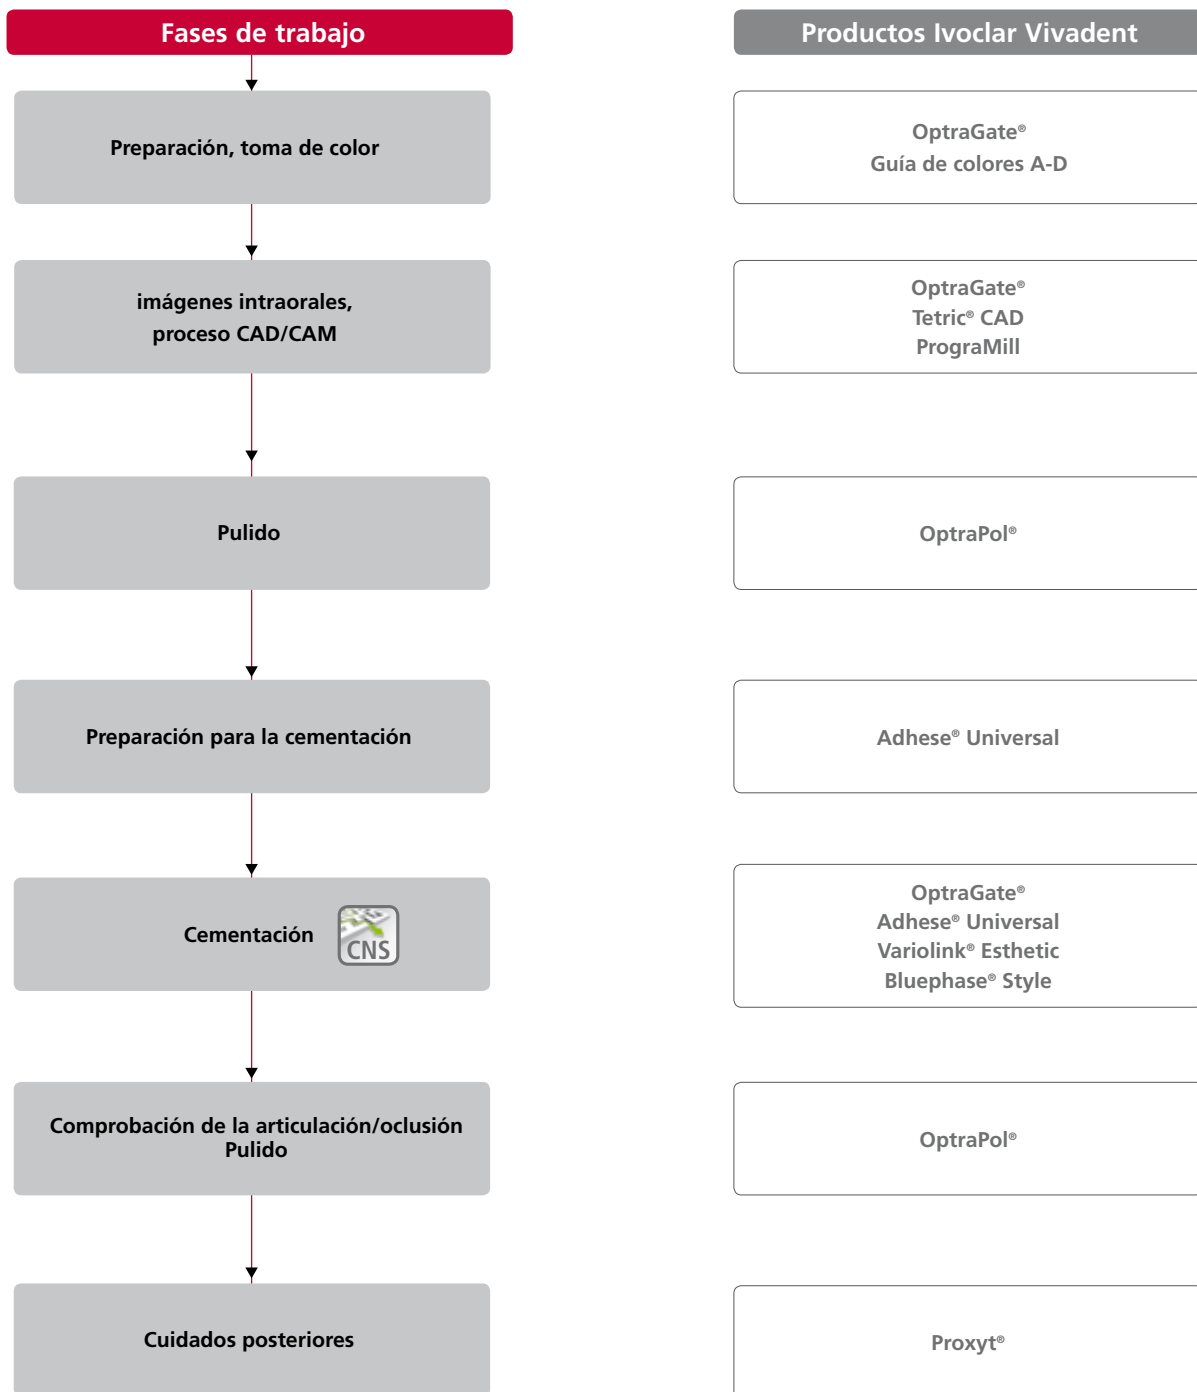 Fases de trabajo
Productos Ivoclar Vivadent
Preparación, toma de color
OptraGate®
Guía de colores A-D
imágenes intraorales,
proceso CAD/CAM
OptraGate®
Tetric® CAD
PrograMill
Pulido
OptraPol®
Preparación para la cementación
Adhese® Universal
Cementación
CNS
OptraGate®
Adhese® Universal
Variolink® Esthetic
Bluephase® Style
Comprobación de la articulación/oclusión
Pulido
OptraPol®
Cuidados posteriores
Proxyt®